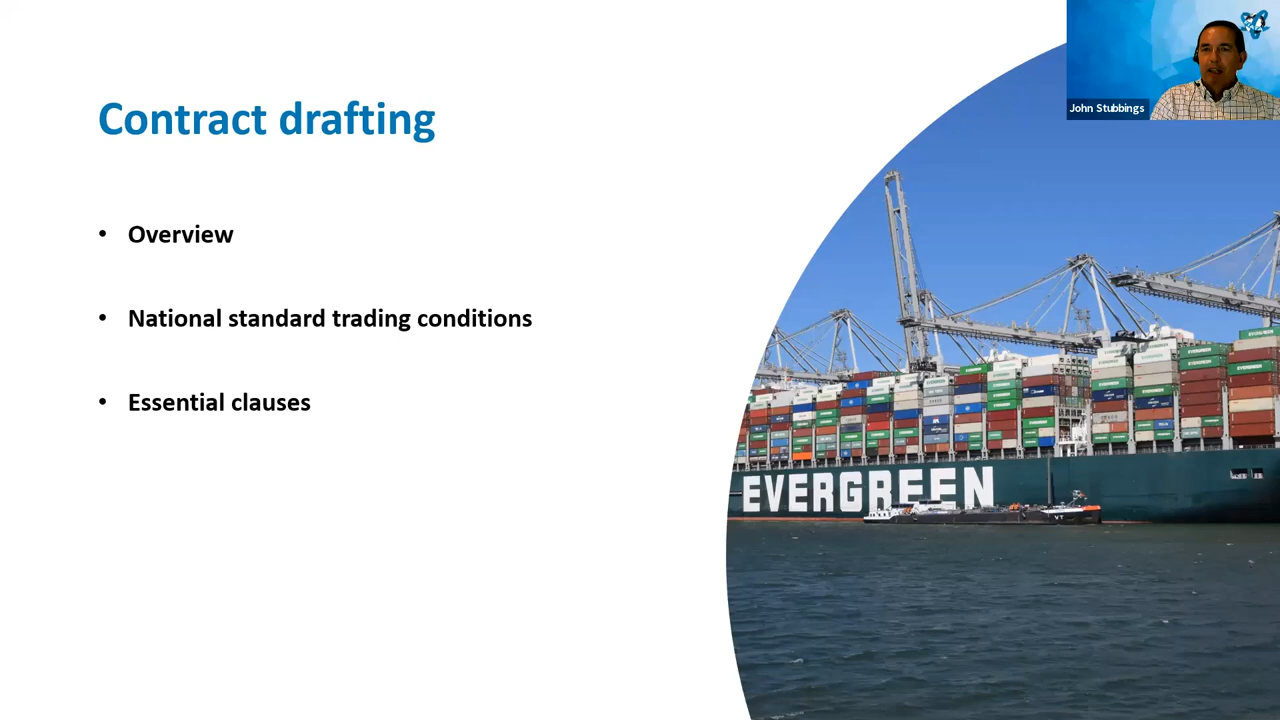 John Stubbings
Contract drafting
• Overview
• National standard trading conditions
• Essential clauses
EVERGREEN